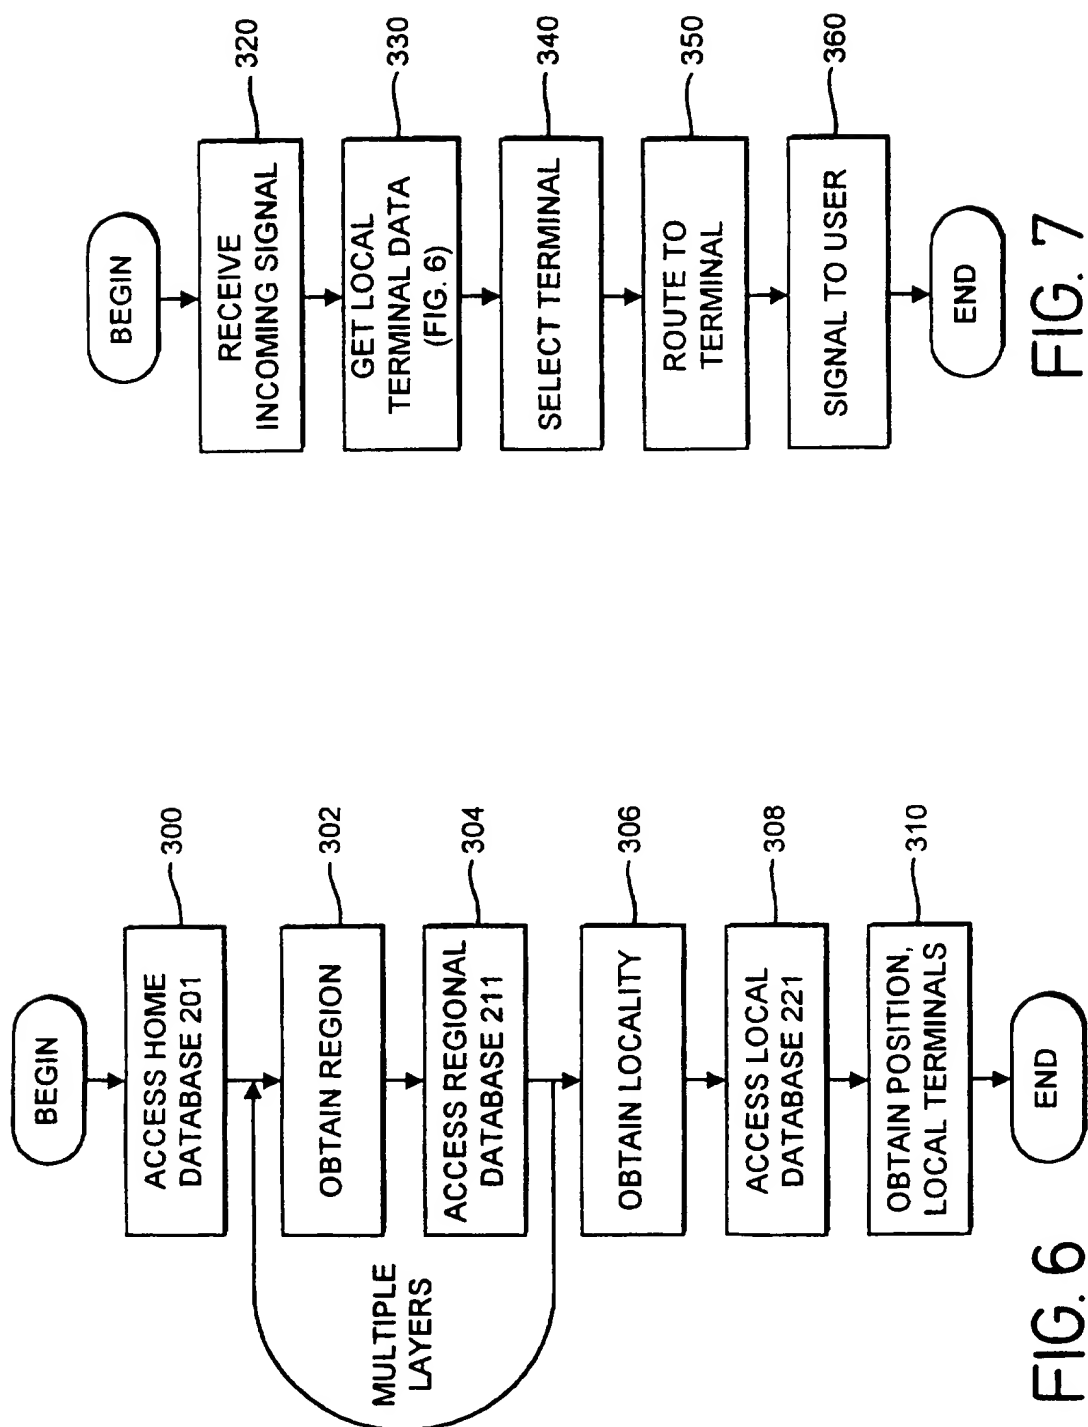 BEGIN
ACCESS HOME
DATABASE 201
300
OBTAIN REGION
302
ACCESS REGIONAL
DATABASE 211
304
MULTIPLE
LAYERS
OBTAIN LOCALITY
306
ACCESS LOCAL
DATABASE 221
308
OBTAIN POSITION,
LOCAL TERMINALS
310
END
FIG. 6
BEGIN
RECEIVE
INCOMING SIGNAL
320
GET LOCAL
TERMINAL DATA
(FIG. 6)
330
SELECT TERMINAL
340
ROUTE TO
TERMINAL
350
SIGNAL TO USER
360
END
FIG. 7